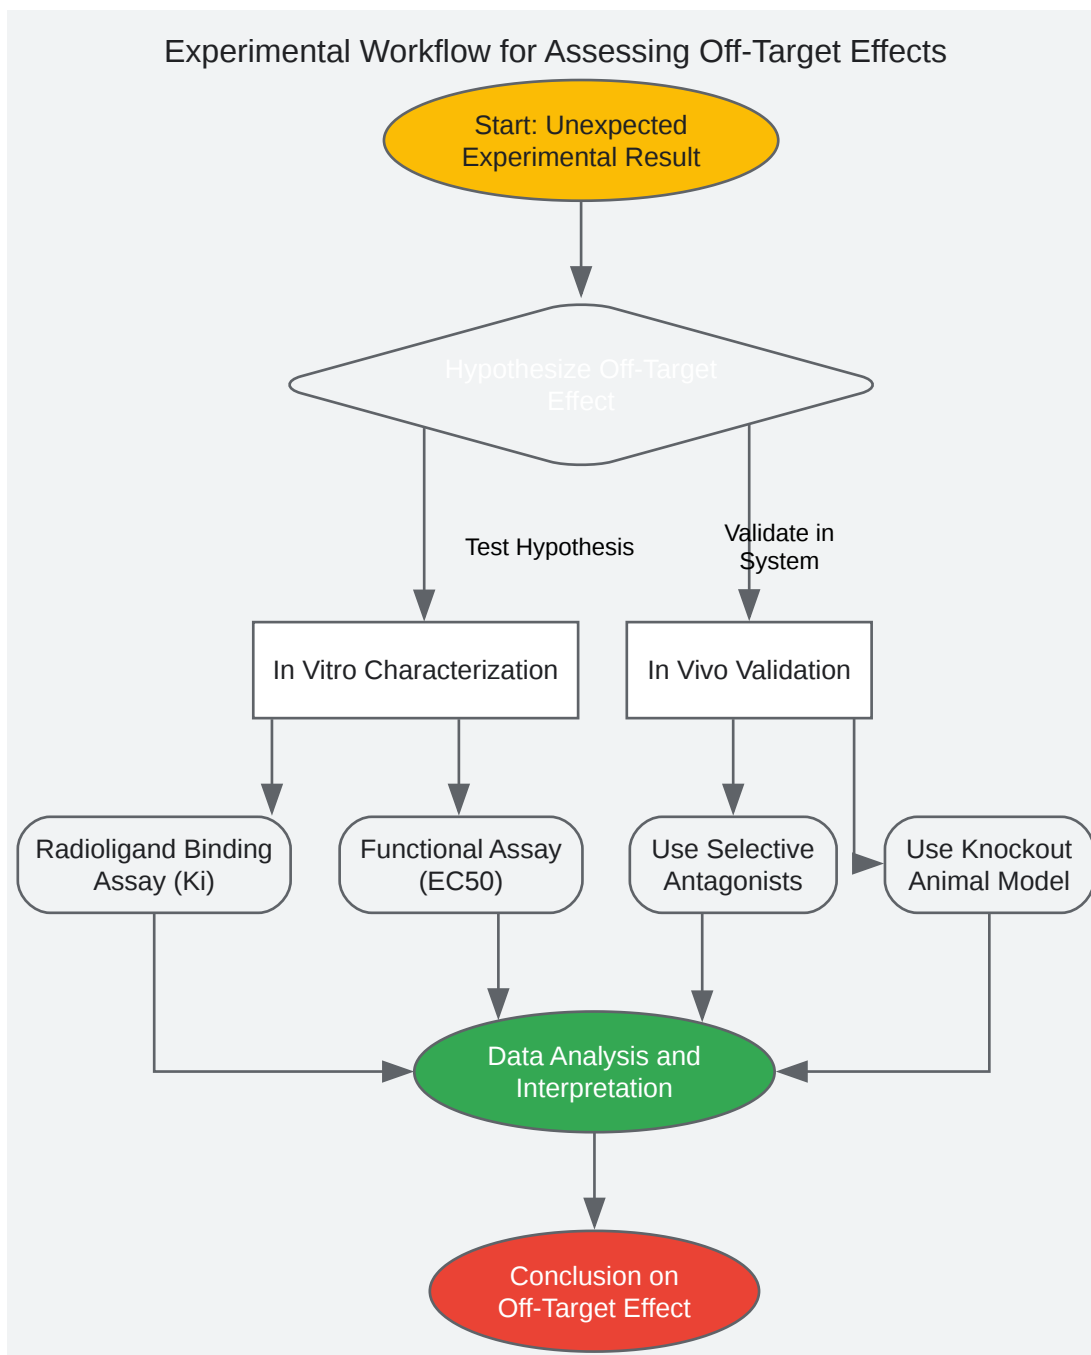 Experimental Workflow for Assessing Off-Target Effects
Start: Unexpected
Experimental Result
Hypothesize Off-Target
Effect
Test Hypothesis
Validate in
System
In Vitro Characterization
In Vivo Validation
Radioligand Binding
Assay (Ki)
Functional Assay
(EC50)
Use Selective
Antagonists
Use Knockout
Animal Model
Data Analysis and
Interpretation
Conclusion on
Off-Target Effect